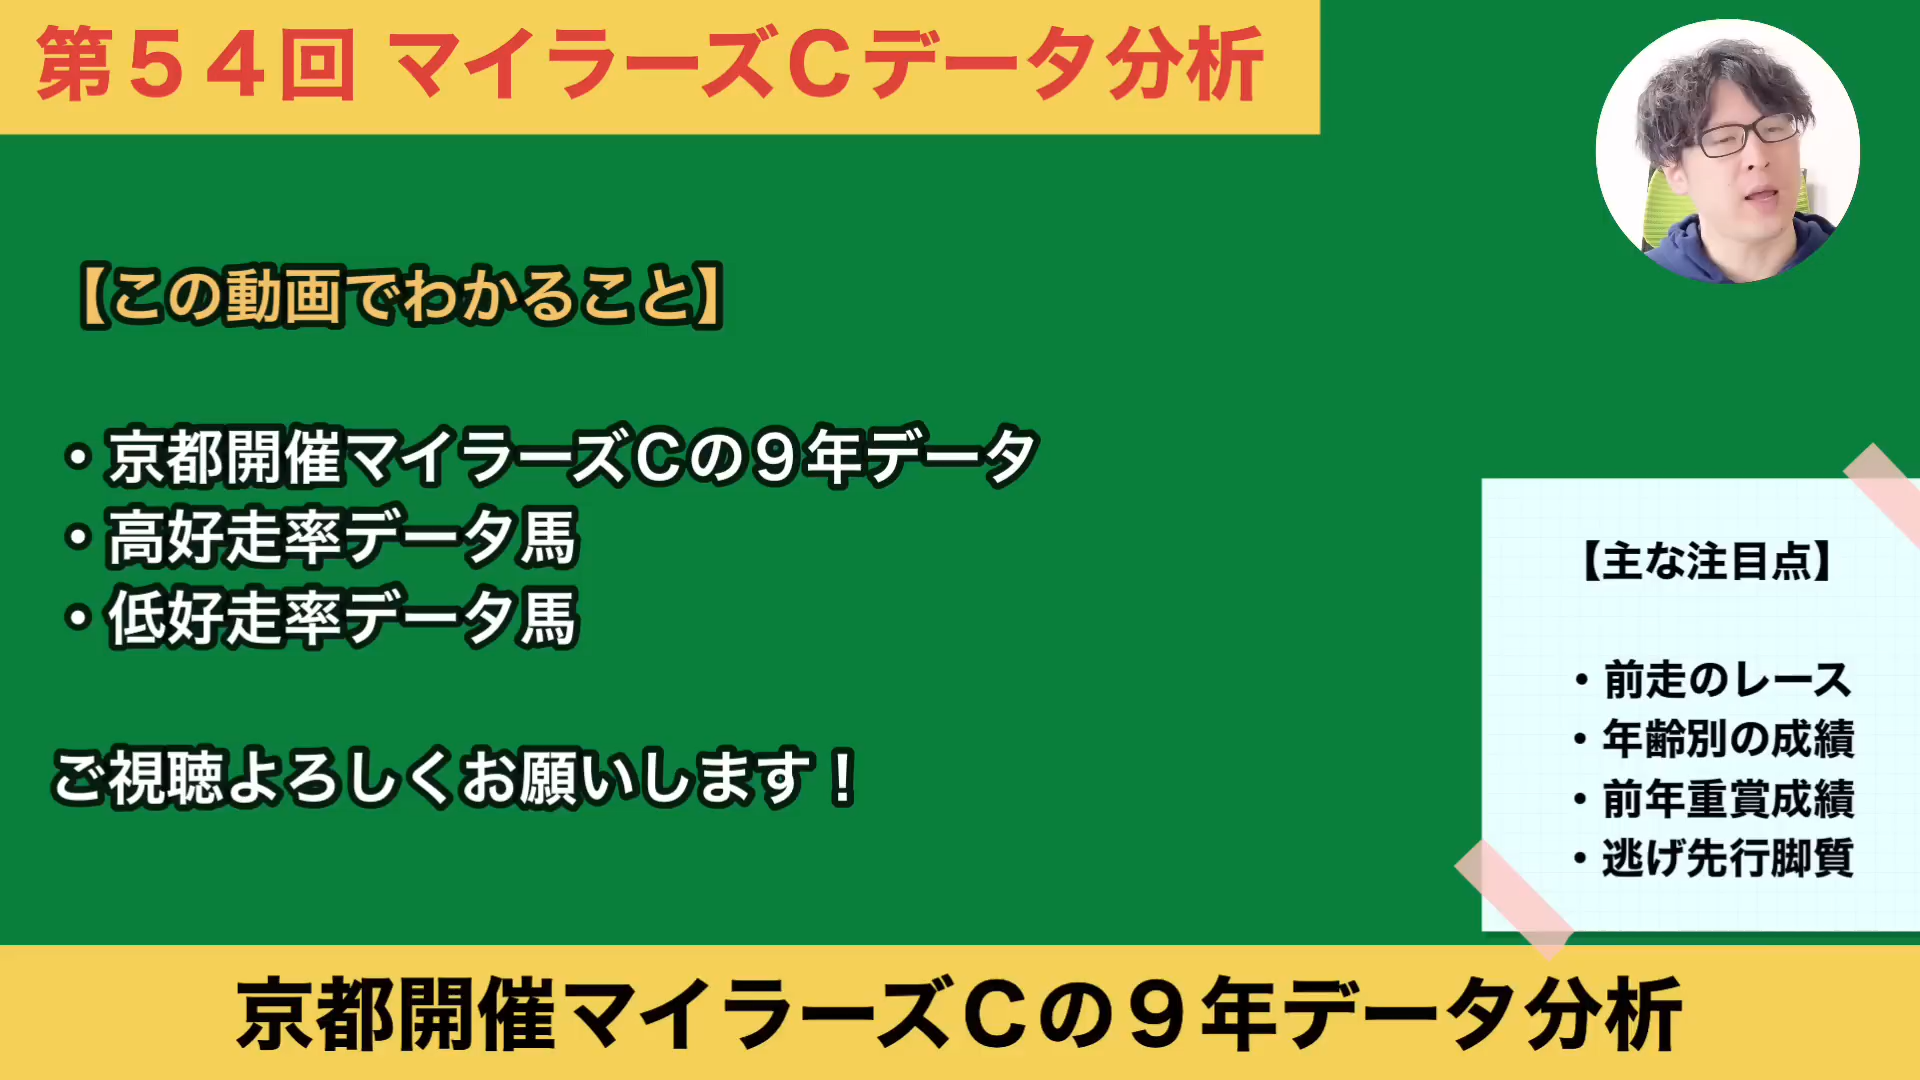 第５４回 マイラーズＣデータ分析
【この動画でわかること】
・京都開催マイラーズＣの９年データ
・高好走率データ馬
・低好走率データ馬
ご視聴よろしくお願いします！
【主な注目点】
・前走のレース
・年齢別の成績
・前年重賞成績
・逃げ先行脚質
京都開催マイラーズＣの９年データ分析